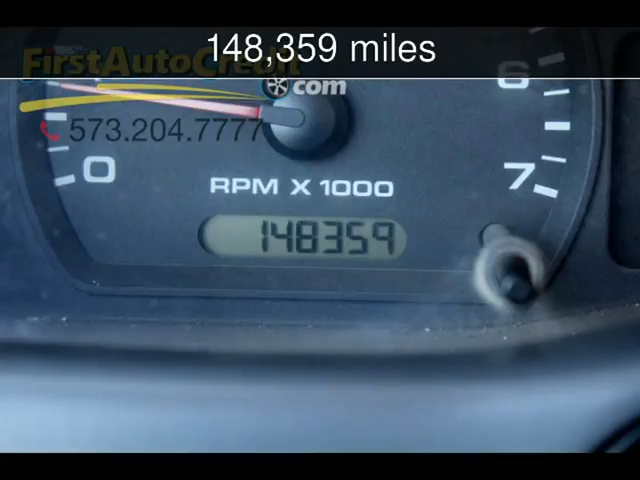 148,359 miles
FirstAutoCredit
.com
573.204.7777
6
0
7
RPM X 1000
148359